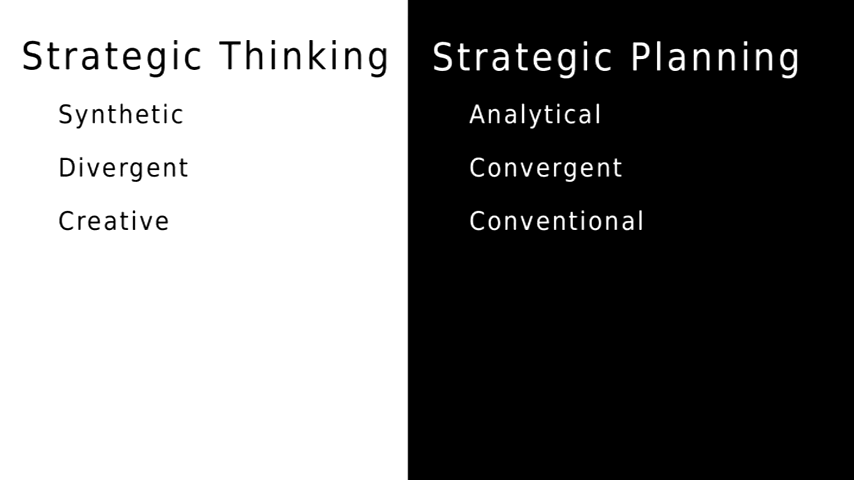 Strategic Thinking
Synthetic
Divergent
Creative
Strategic Planning
Analytical
Convergent
Conventional